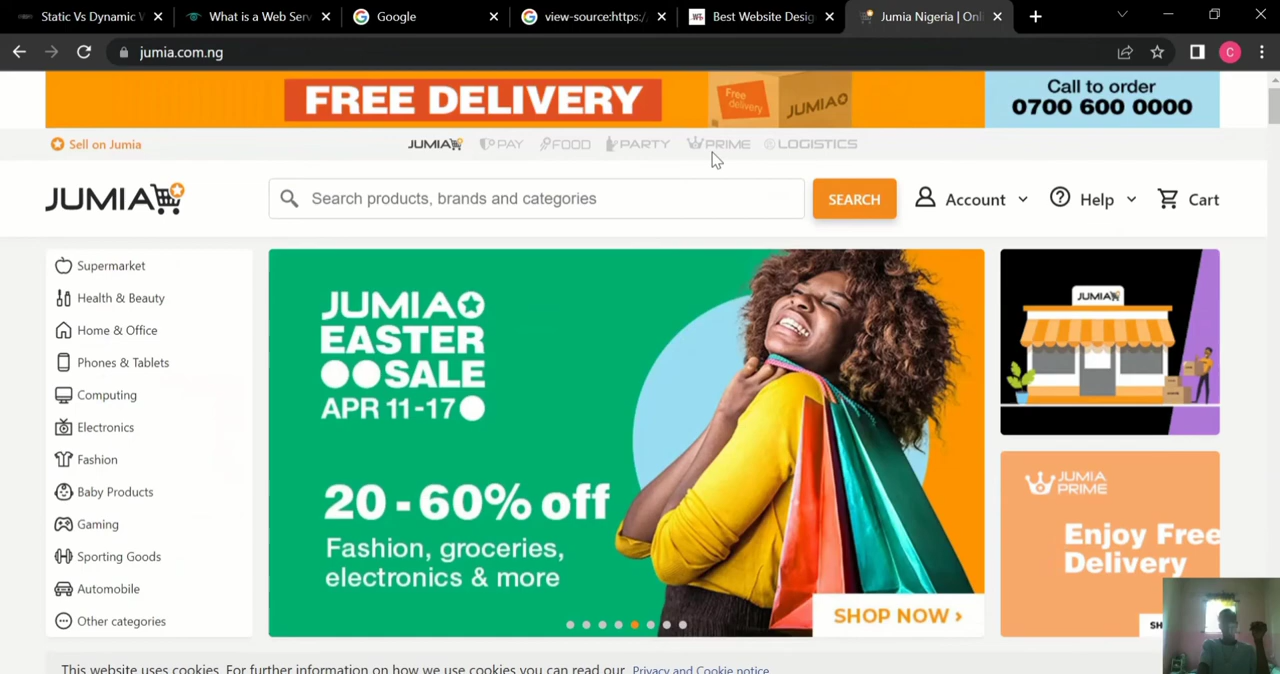 Static Vs Dynamic
What is a Web Serv
Google
view-source:https:/
Best Website Desig
Jumia Nigeria | Onli
jumia.com.ng
C
FREE DELIVERY
Free
delivery
JUMIA
Call to order
0700 600 0000
Sell on Jumia
JUMIA
PAY
FOOD
PARTY
PRIME
LOGISTICS
JUMIA
Search products, brands and categories
SEARCH
Account
Help
Cart
Supermarket
Health & Beauty
Home & Office
Phones & Tablets
Computing
Electronics
Fashion
Baby Products
Gaming
Sporting Goods
Automobile
Other categories
JUMIA
EASTER
SALE
APR 11-17
20 - 60% off
Fashion, groceries,
electronics & more
SHOP NOW ›
JUMIA
JUMIA
PRIME
Enjoy Free
Delivery
SH
This website uses cookies. For further information on how we use cookies you can read our Privacy and Cookie notice